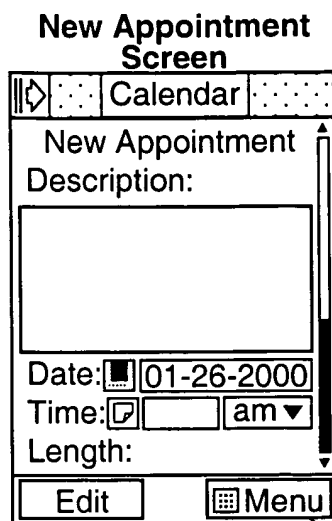 New Appointment
Screen
Calendar
New Appointment
Description:
Date: 01-26-2000
Time: am
Length:
Edit Menu